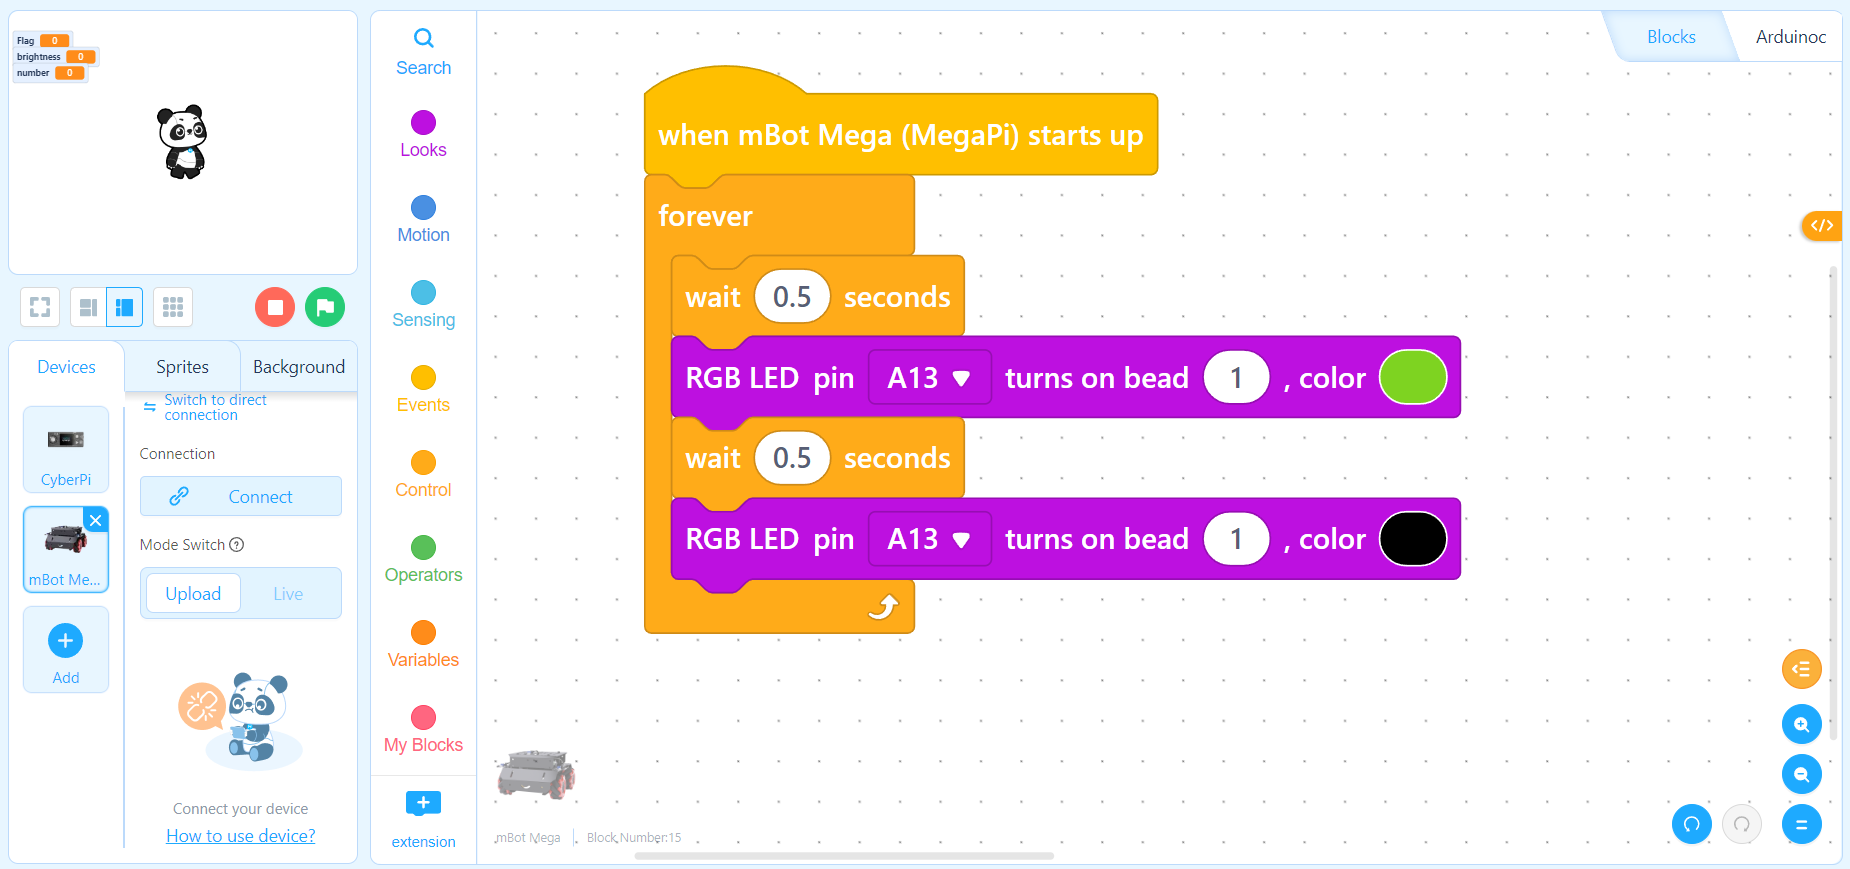 Flag 0
brightness 0
number 0
Devices
Sprites
Background
Switch to direct
connection
CyberPi
Connection
Connect
Mode Switch ?
mBot Me...
Upload
Live
Add
Connect your device
How to use device?
Search
Looks
Motion
Sensing
Events
Control
Operators
Variables
My Blocks
extension
Blocks
Arduinoc
when mBot Mega (MegaPi) starts up
forever
wait 0.5 seconds
RGB LED pin A13 turns on bead 1 , color
wait 0.5 seconds
RGB LED pin A13 turns on bead 1 , color
</>
mBot Mega
Block Number:15